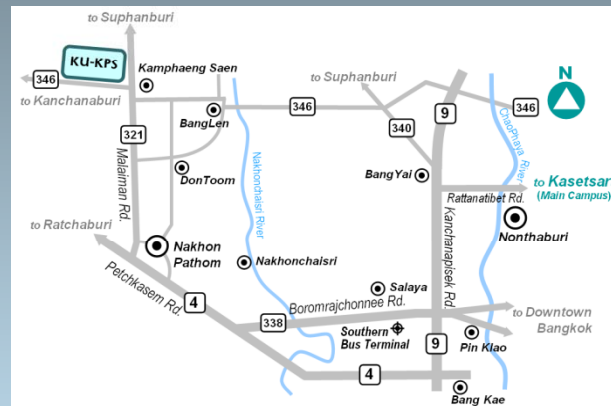 to Suphanburi
KU-KPS
346
to Kanchanaburi
Kamphaeng Saen
to Suphanburi
N
346
9
346
BangLen
340
321
ChaoPhaya River
Malaiman Rd.
Nakhonchaisri River
DonToom
BangYai
to Kasetsar
(Main Campus)
Rattanatibet Rd.
Nonthaburi
to Ratchaburi
Kanchanapisek Rd.
Nakhon
Pathom
Nakhonchaisri
Petchkasem Rd.
Salaya
4
Boromrajchonnee Rd.
to Downtown
Bangkok
338
Southern
Bus Terminal
9
Pin Klao
4
Bang Kae